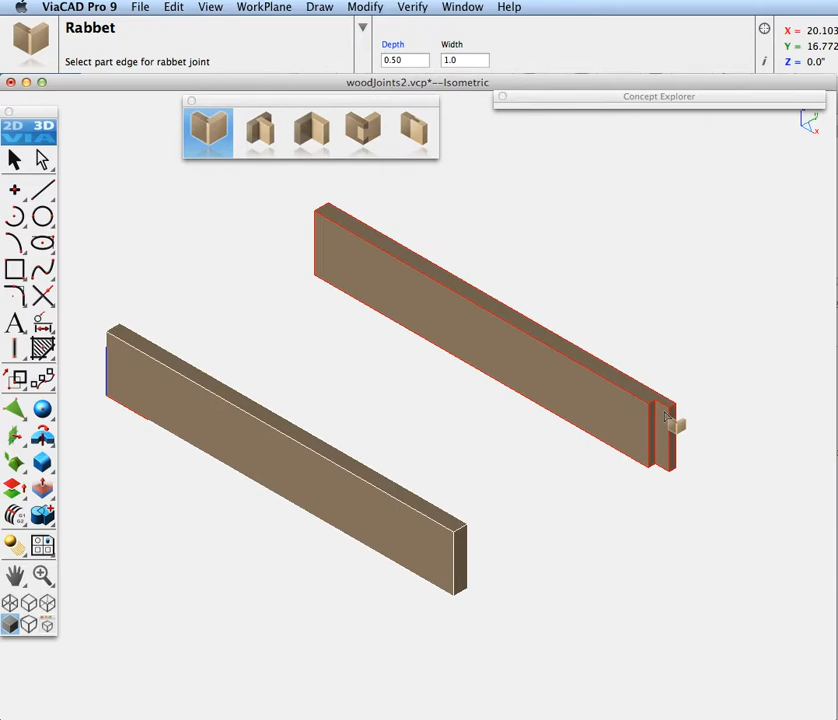 ViaCAD Pro 9 File Edit View WorkPlane Draw Modify Verify Window Help
Rabbet
Select part edge for rabbet joint
Depth Width
0.50 1.0
X = 20.103
Y = 16.772
Z = 0.0"
woodJoints2.vcp*--Isometric
Concept Explorer
y
x
2D 3D
VIA
A
G1
G2